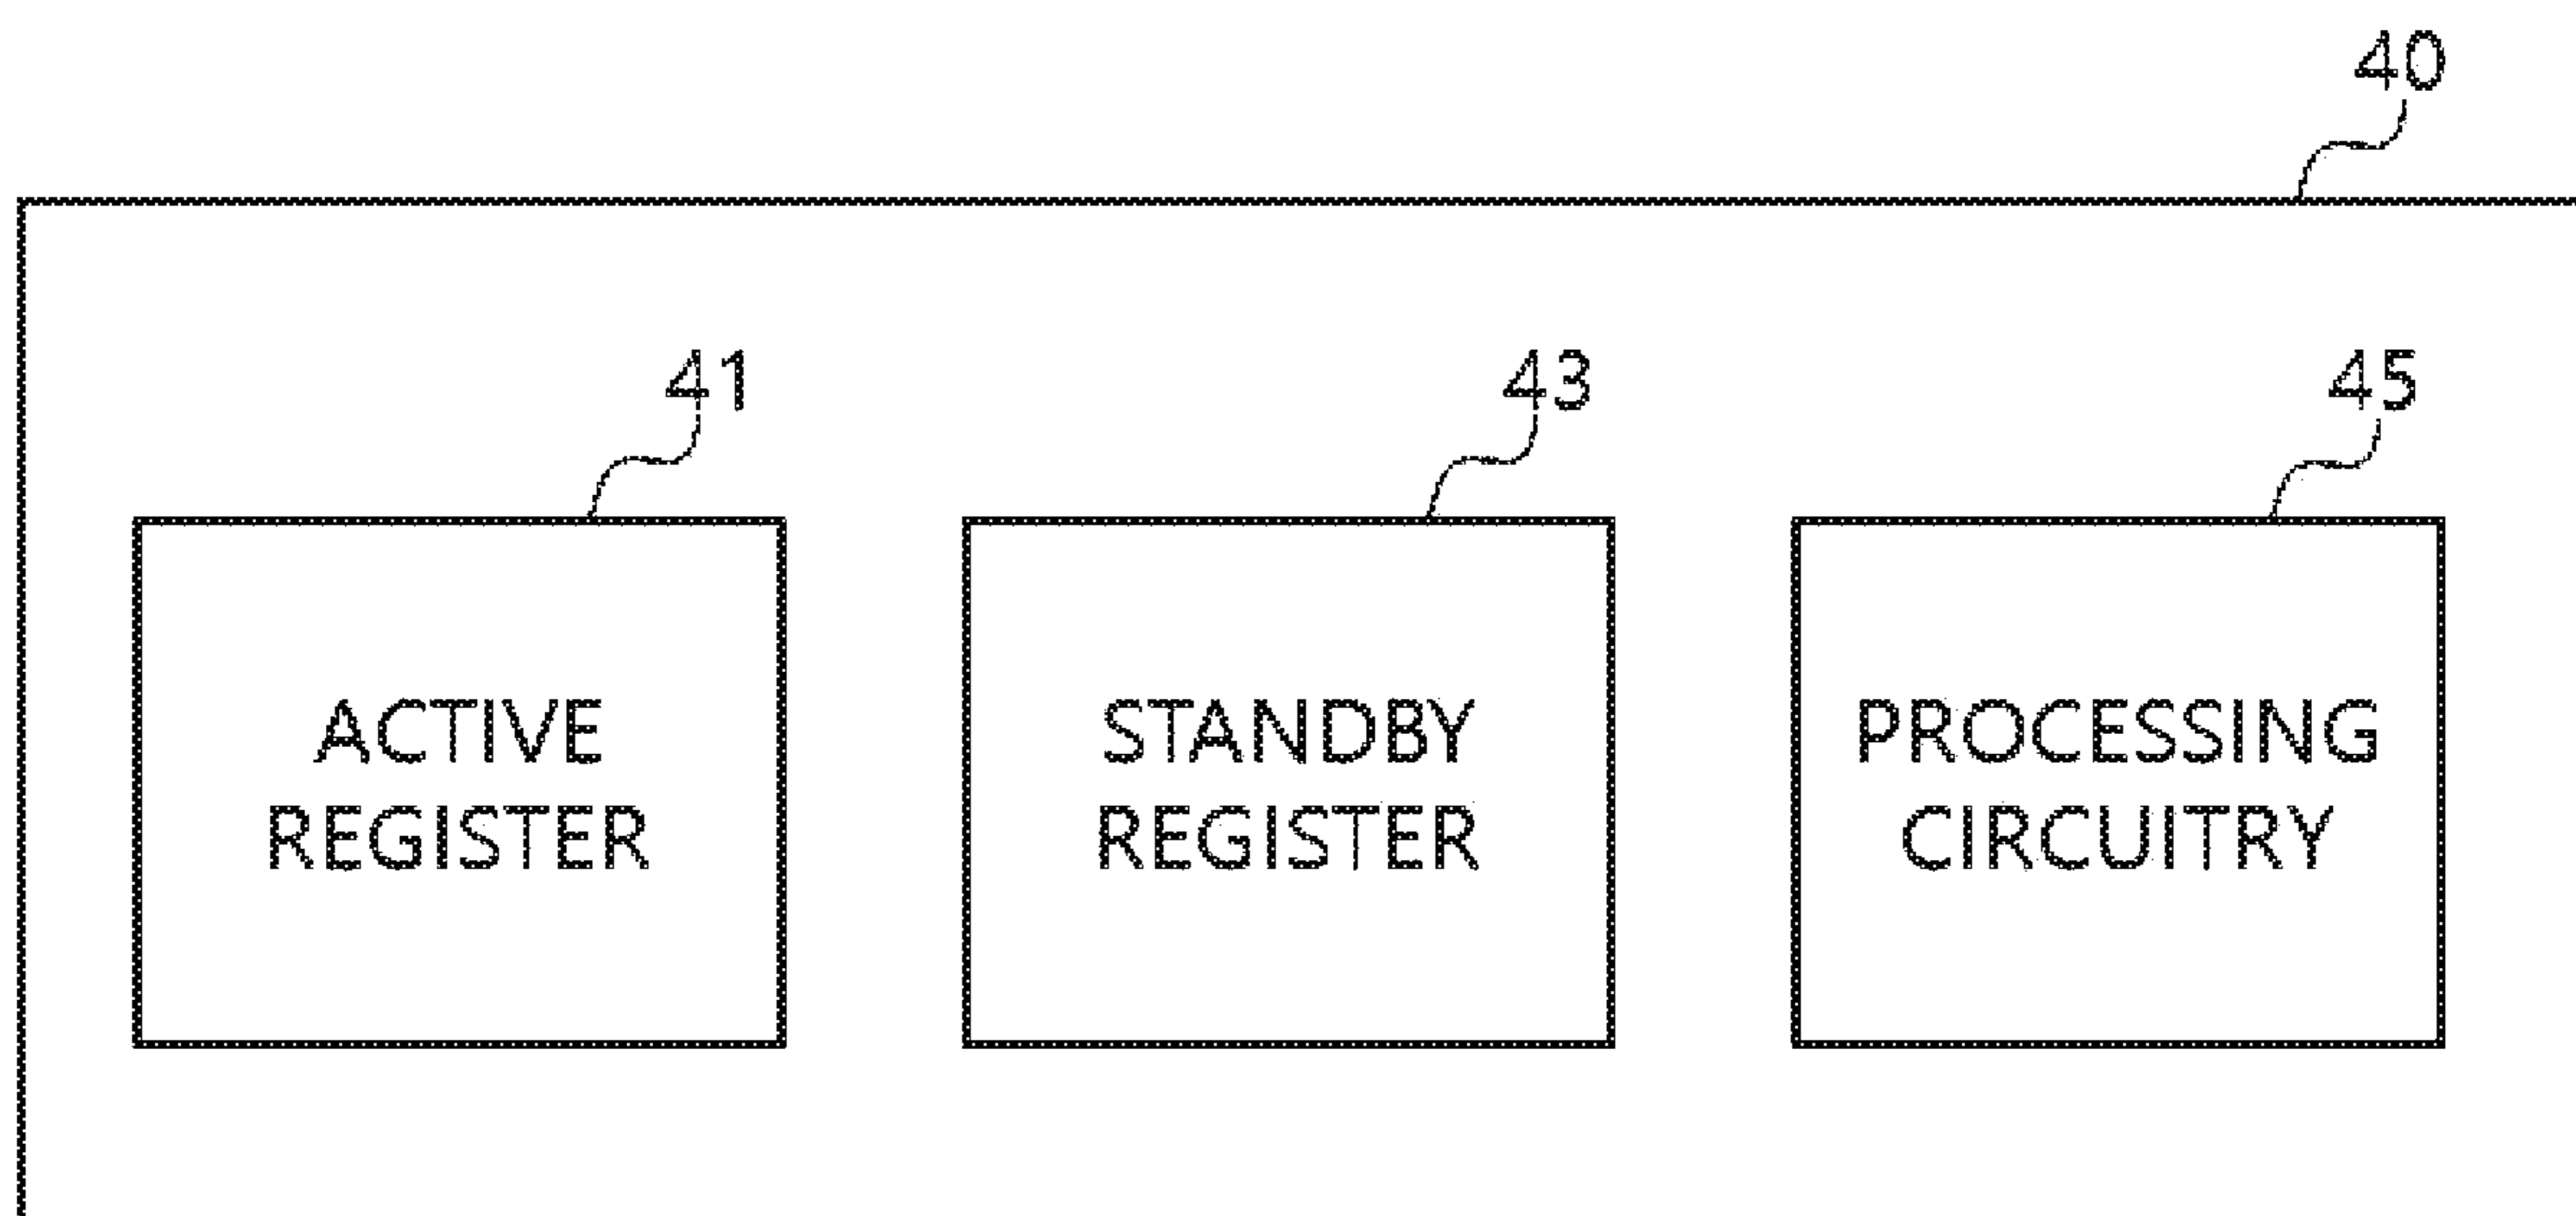 40
41
43
45
ACTIVE
REGISTER
STANDBY
REGISTER
PROCESSING
CIRCUITRY